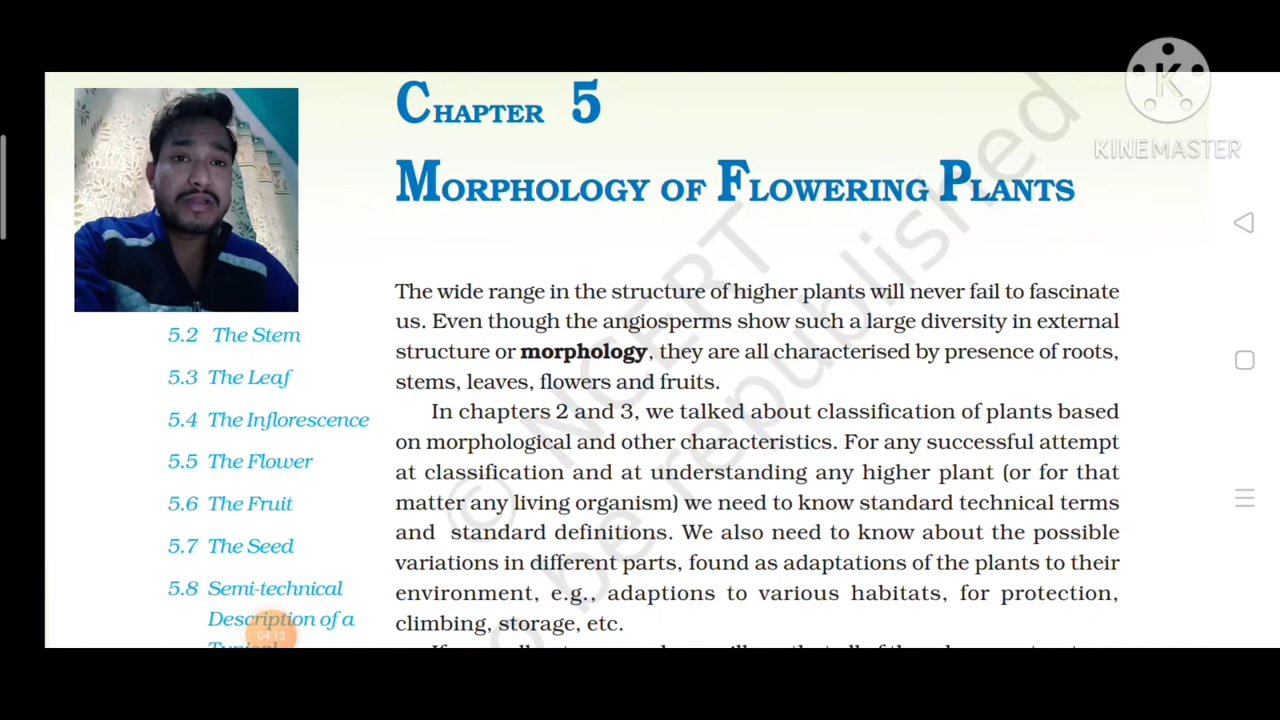 CHAPTER 5
MORPHOLOGY OF FLOWERING PLANTS
KINEMASTER
The wide range in the structure of higher plants will never fail to fascinate
us. Even though the angiosperms show such a large diversity in external
structure or morphology, they are all characterised by presence of roots,
stems, leaves, flowers and fruits.
In chapters 2 and 3, we talked about classification of plants based
on morphological and other characteristics. For any successful attempt
at classification and at understanding any higher plant (or for that
matter any living organism) we need to know standard technical terms
and standard definitions. We also need to know about the possible
variations in different parts, found as adaptations of the plants to their
environment, e.g., adaptions to various habitats, for protection,
climbing, storage, etc.
5.2 The Stem
5.3 The Leaf
5.4 The Inflorescence
5.5 The Flower
5.6 The Fruit
5.7 The Seed
5.8 Semi-technical
Description of a
Typical
04:13
© NCERT
be republished